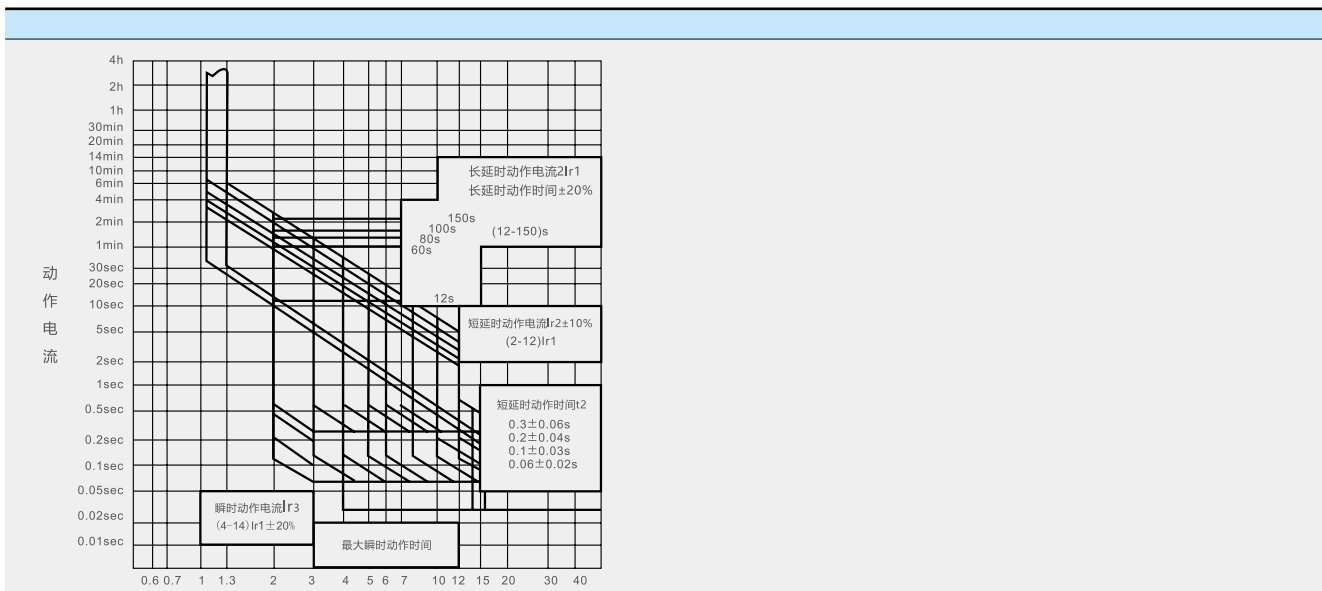 4h
2h
1h
30min
20min
14min
10min
6min
4min
2min
1min
30sec
20sec
10sec
5sec
2sec
1sec
0.5sec
0.2sec
0.1sec
0.05sec
0.02sec
0.01sec
动
作
电
流
长延时动作电流2Ir1
长延时动作时间±20%
150s
100s
80s
60s
(12-150)s
12s
短延时动作电流Ir2±10%
(2-12)Ir1
短延时动作时间t2
0.3±0.06s
0.2±0.04s
0.1±0.03s
0.06±0.02s
瞬时动作电流Ir3
(4-14)Ir1±20%
最大瞬时动作时间
0.6 0.7 1 1.3 2 3 4 5 6 7 10 12 15 20 30 40